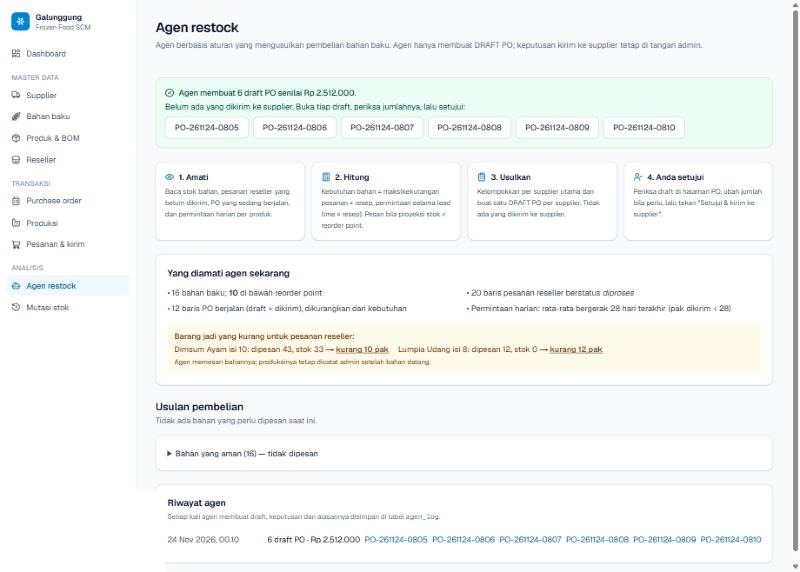 Galunggung
Frozen Food SCM
Dashboard
MASTER DATA
Supplier
Bahan baku
Produk & BOM
Reseller
TRANSAKSI
Purchase order
Produksi
Pesanan & kirim
ANALISIS
Agen restock
Mutasi stok
Agen restock
Agen berbasis aturan yang mengusulkan pembelian bahan baku. Agen hanya membuat DRAFT PO; keputusan kirim ke supplier tetap di tangan admin.
Agen membuat 6 draft PO senilai Rp 2.512.000.
Belum ada yang dikirim ke supplier. Buka tiap draft, periksa jumlahnya, lalu setujui:
PO-261124-0805 PO-261124-0806 PO-261124-0807 PO-261124-0808 PO-261124-0809 PO-261124-0810
1. Amati
Baca stok bahan, pesanan reseller yang
belum dikirim, PO yang sedang berjalan,
dan permintaan harian per produk.
2. Hitung
Kebutuhan bahan = maks(kekurangan
pesanan × resep, permintaan selama lead
time × resep). Pesan bila proyeksi stok <
reorder point.
3. Usulkan
Kelompokkan per supplier utama dan
buat satu DRAFT PO per supplier. Tidak
ada yang dikirim ke supplier.
4. Anda setujui
Periksa draft di halaman PO, ubah jumlah
bila perlu, lalu tekan "Setujui & kirim ke
supplier".
Yang diamati agen sekarang
• 16 bahan baku; 10 di bawah reorder point
• 20 baris pesanan reseller berstatus diproses
• 12 baris PO berjalan (draft + dikirim), dikurangkan dari kebutuhan
• Permintaan harian: rata-rata bergerak 28 hari terakhir (pak dikirim ÷ 28)
Barang jadi yang kurang untuk pesanan reseller:
Dimsum Ayam isi 10: dipesan 43, stok 33 → kurang 10 pak Lumpia Udang isi 8: dipesan 12, stok 0 → kurang 12 pak
Agen memesan bahannya; produksinya tetap dicatat admin setelah bahan datang.
Usulan pembelian
Tidak ada bahan yang perlu dipesan saat ini.
▶ Bahan yang aman (16) — tidak dipesan
Riwayat agen
Setiap kali agen membuat draft, keputusan dan alasannya disimpan di tabel agen_log.
24 Nov 2026, 00.10 6 draft PO · Rp 2.512.000 PO-261124-0805 PO-261124-0806 PO-261124-0807 PO-261124-0808 PO-261124-0809 PO-261124-0810